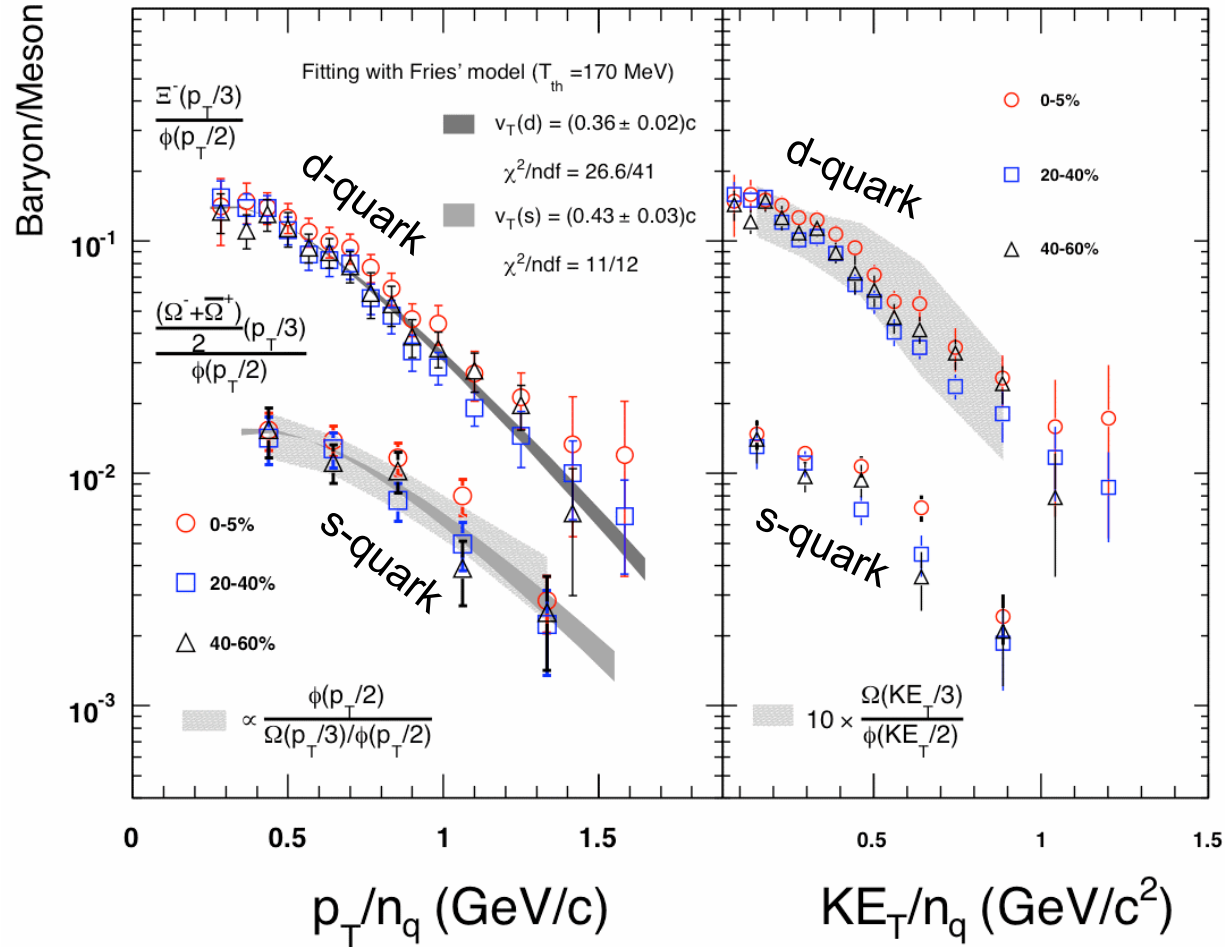 Baryon/Meson
Fitting with Fries' model (T_th =170 MeV)
Ξ⁻(p_T/3)
ϕ(p_T/2)
v_T(d) = (0.36± 0.02)c
χ²/ndf = 26.6/41
v_T(s) = (0.43 ± 0.03)c
χ²/ndf = 11/12
d-quark
(Ω⁻+Ω̅⁺)
2
(p_T/3)
ϕ(p_T/2)
s-quark
0-5%
20-40%
40-60%
∝ ϕ(p_T/2)
Ω(p_T/3)/ϕ(p_T/2)
10⁻¹
10⁻²
10⁻³
0 0.5 1 1.5
p_T/n_q (GeV/c)
0-5%
20-40%
40-60%
d-quark
s-quark
10 × Ω(KE_T/3)
ϕ(KE_T/2)
0.5 1 1.5
KE_T/n_q (GeV/c²)